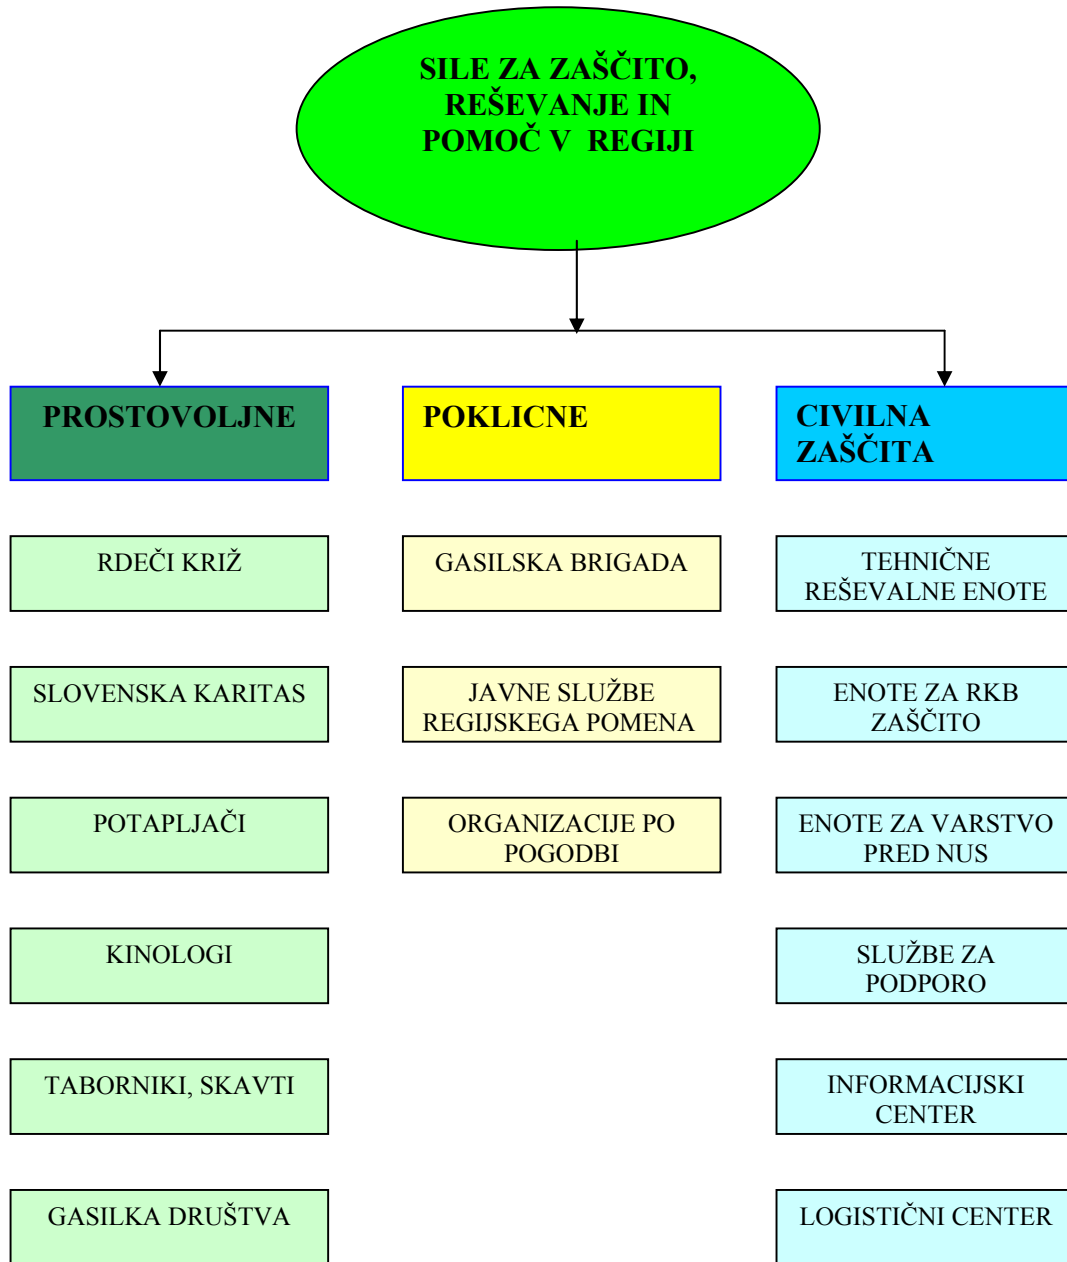 SILE ZA ZAŠČITO,
REŠEVANJE IN
POMOČ V REGIJI
PROSTOVOLJNE
POKLICNE
CIVILNA
ZAŠČITA
RDEČI KRIŽ
GASILSKA BRIGADA
TEHNIČNE
REŠEVALNE ENOTE
SLOVENSKA KARITAS
JAVNE SLUŽBE
REGIJSKEGA POMENA
ENOTE ZA RKB
ZAŠČITO
POTAPLJAČI
ORGANIZACIJE PO
POGODBI
ENOTE ZA VARSTVO
PRED NUS
KINOLOGI
SLUŽBE ZA
PODPORO
TABORNIKI, SKAVTI
INFORMACIJSKI
CENTER
GASILKA DRUŠTVA
LOGISTIČNI CENTER